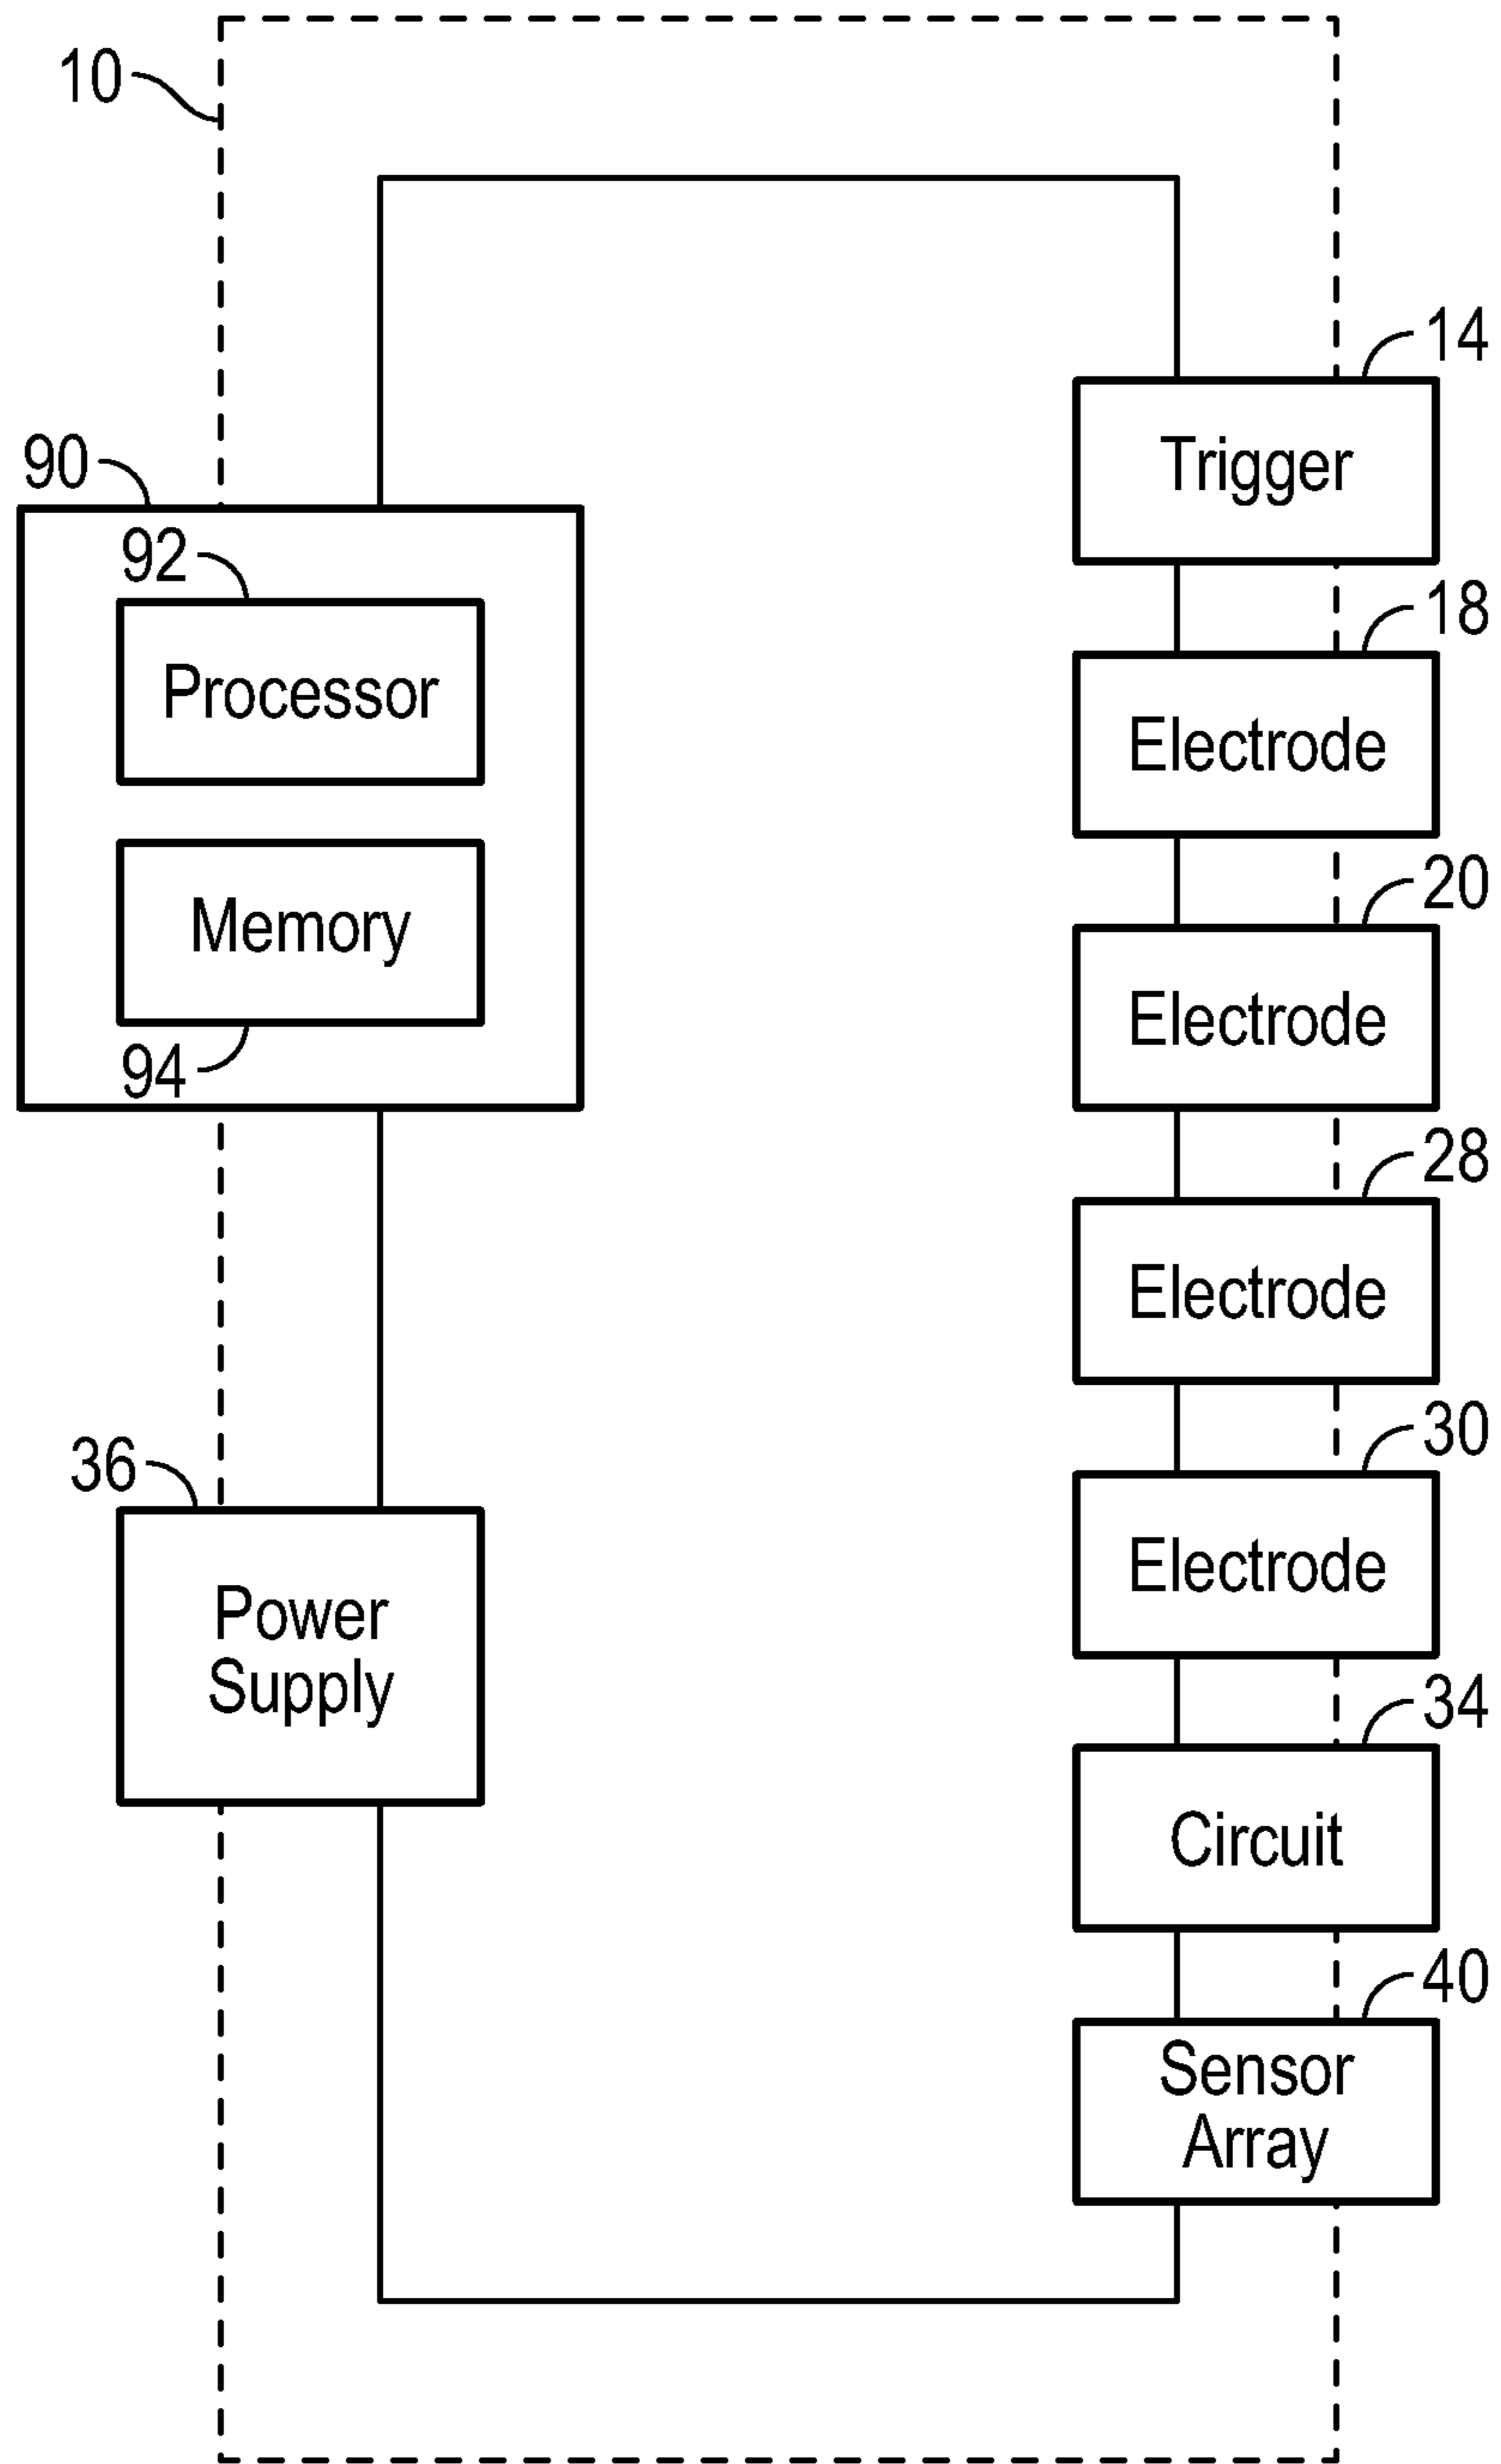 10
14
Trigger
90
92
18
Processor
Electrode
20
Memory
Electrode
94
28
Electrode
36
30
Electrode
Power
Supply
34
Circuit
40
Sensor
Array